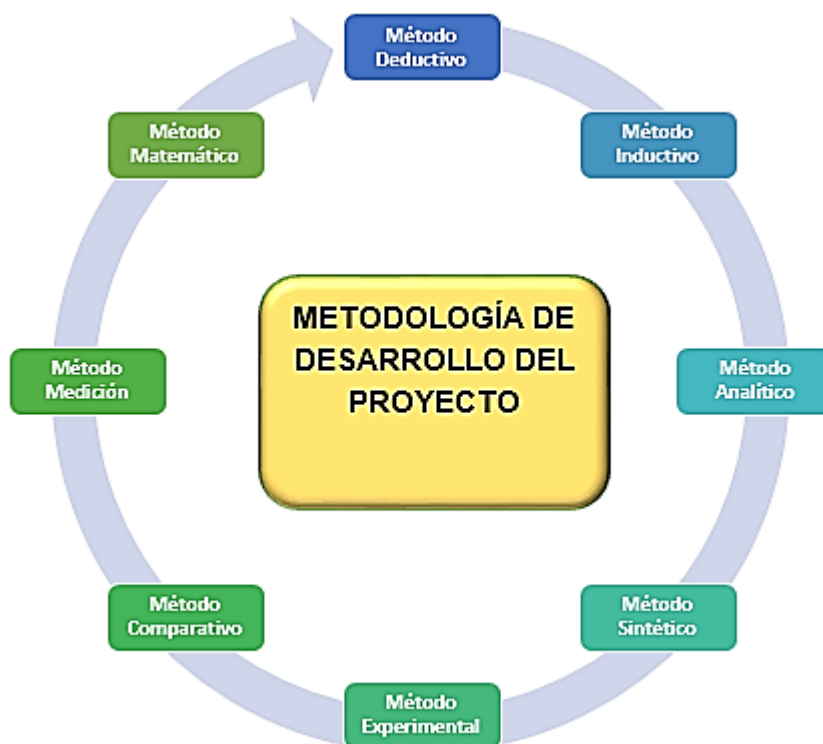 Método
Deductivo
Método
Inductivo
Método
Analítico
Método
Sintético
Método
Experimental
Método
Comparativo
Método
Medición
Método
Matemático
METODOLOGÍA DE
DESARROLLO DEL
PROYECTO